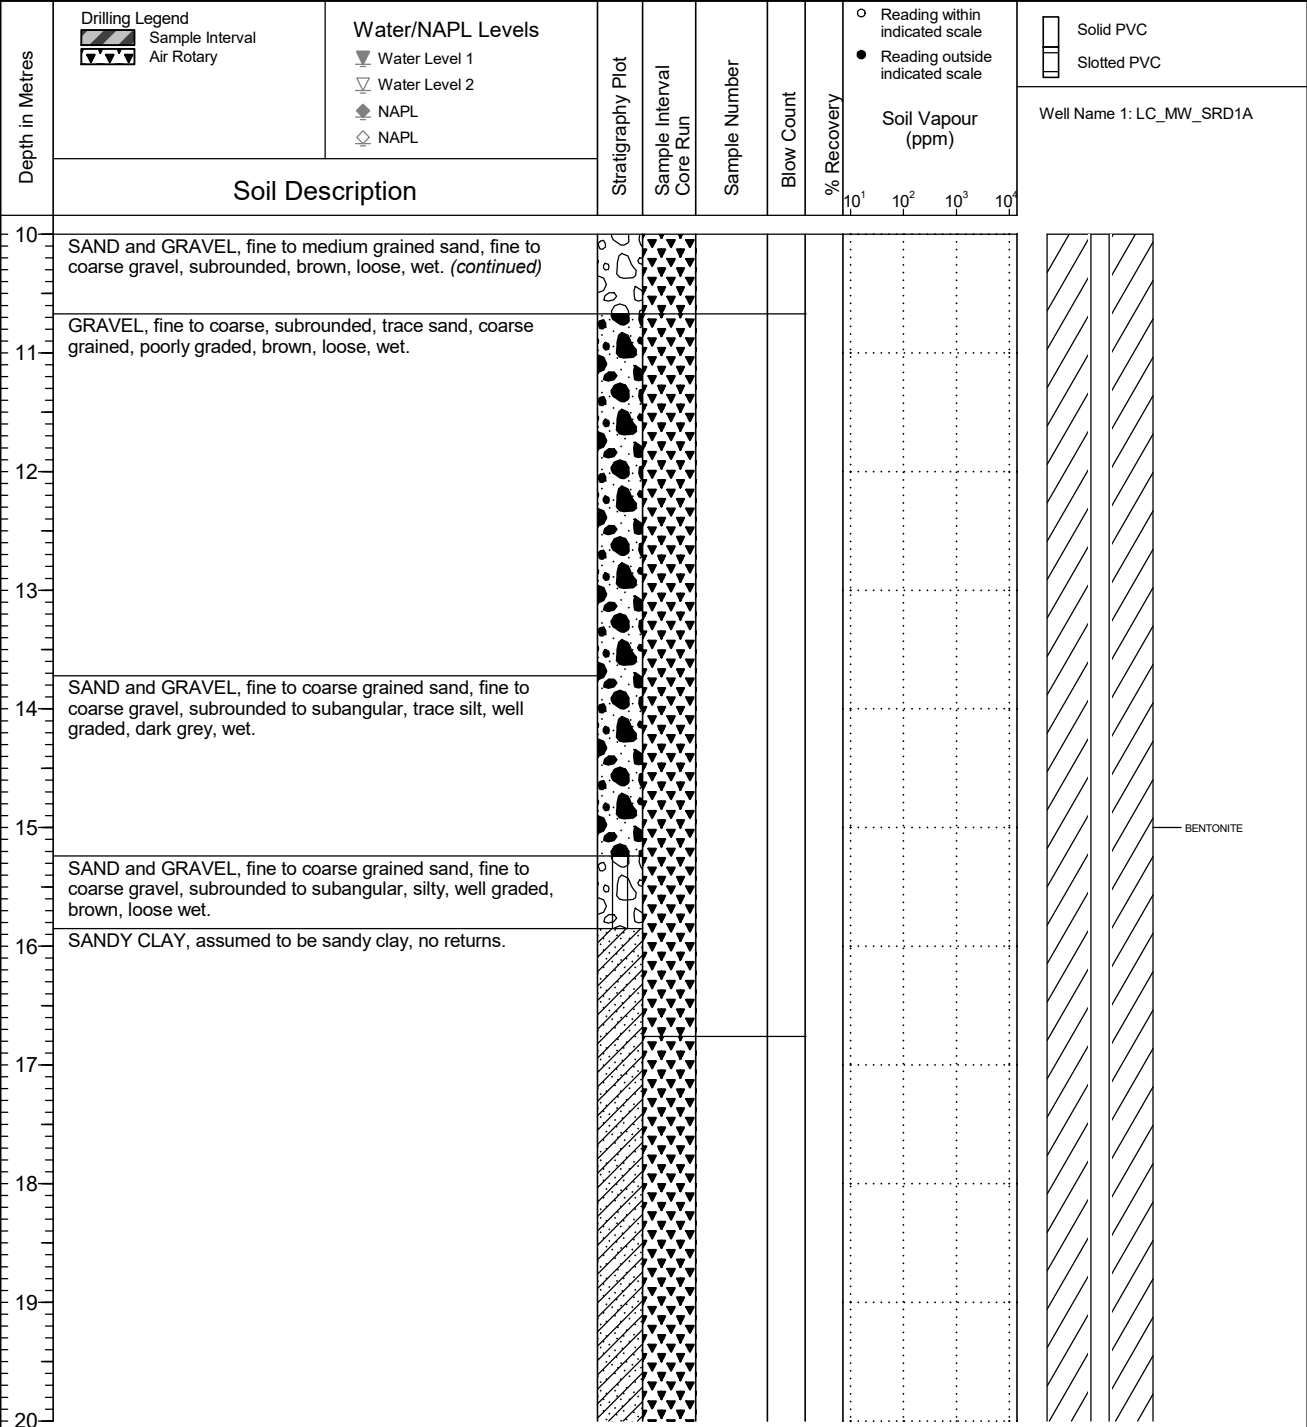 Depth in Metres
Drilling Legend
Sample Interval
Air Rotary
Water/NAPL Levels
Water Level 1
Water Level 2
NAPL
NAPL
Soil Description
Stratigraphy Plot
Sample Interval
Core Run
Sample Number
Blow Count
% Recovery
Reading within
indicated scale
Reading outside
indicated scale
Soil Vapour
(ppm)
10¹ 10² 10³ 10⁴
Solid PVC
Slotted PVC
Well Name 1: LC_MW_SRD1A
10
SAND and GRAVEL, fine to medium grained sand, fine to
coarse gravel, subrounded, brown, loose, wet. (continued)
GRAVEL, fine to coarse, subrounded, trace sand, coarse
grained, poorly graded, brown, loose, wet.
11
12
13
SAND and GRAVEL, fine to coarse grained sand, fine to
coarse gravel, subrounded to subangular, trace silt, well
graded, dark grey, wet.
14
15
BENTONITE
SAND and GRAVEL, fine to coarse grained sand, fine to
coarse gravel, subrounded to subangular, silty, well graded,
brown, loose wet.
SANDY CLAY, assumed to be sandy clay, no returns.
16
17
18
19
20